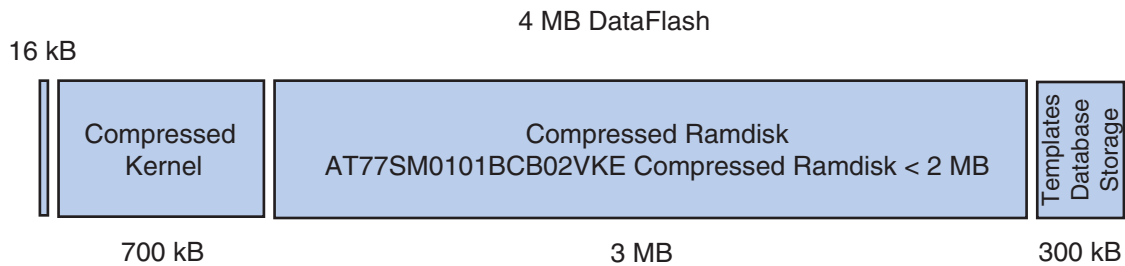 4 MB DataFlash
16 kB
Compressed
Kernel
Compressed Ramdisk
AT77SM0101BCB02VKE Compressed Ramdisk < 2 MB
Templates
Database
Storage
700 kB
3 MB
300 kB